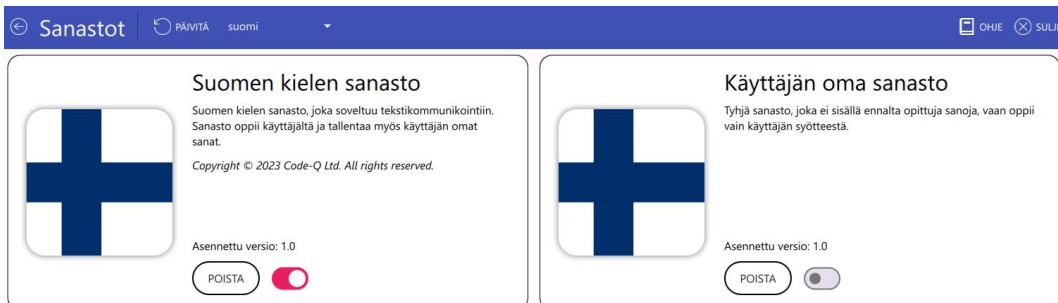 Sanastot
PÄIVITÄ
suomi
OHJE
Suomen kielen sanasto
Suomen kielen sanasto, joka soveltuu tekstikommunikointiin.
Sanasto oppii käyttäjältä ja tallentaa myös käyttäjän omat
sanat.
Copyright © 2023 Code-Q Ltd. All rights reserved.
Asennettu versio: 1.0
POISTA
Käyttäjän oma sanasto
Tyhjä sanasto, joka ei sisällä ennalta opittuja sanoja, vaan oppii
vain käyttäjän syötteestä.
Asennettu versio: 1.0
POISTA